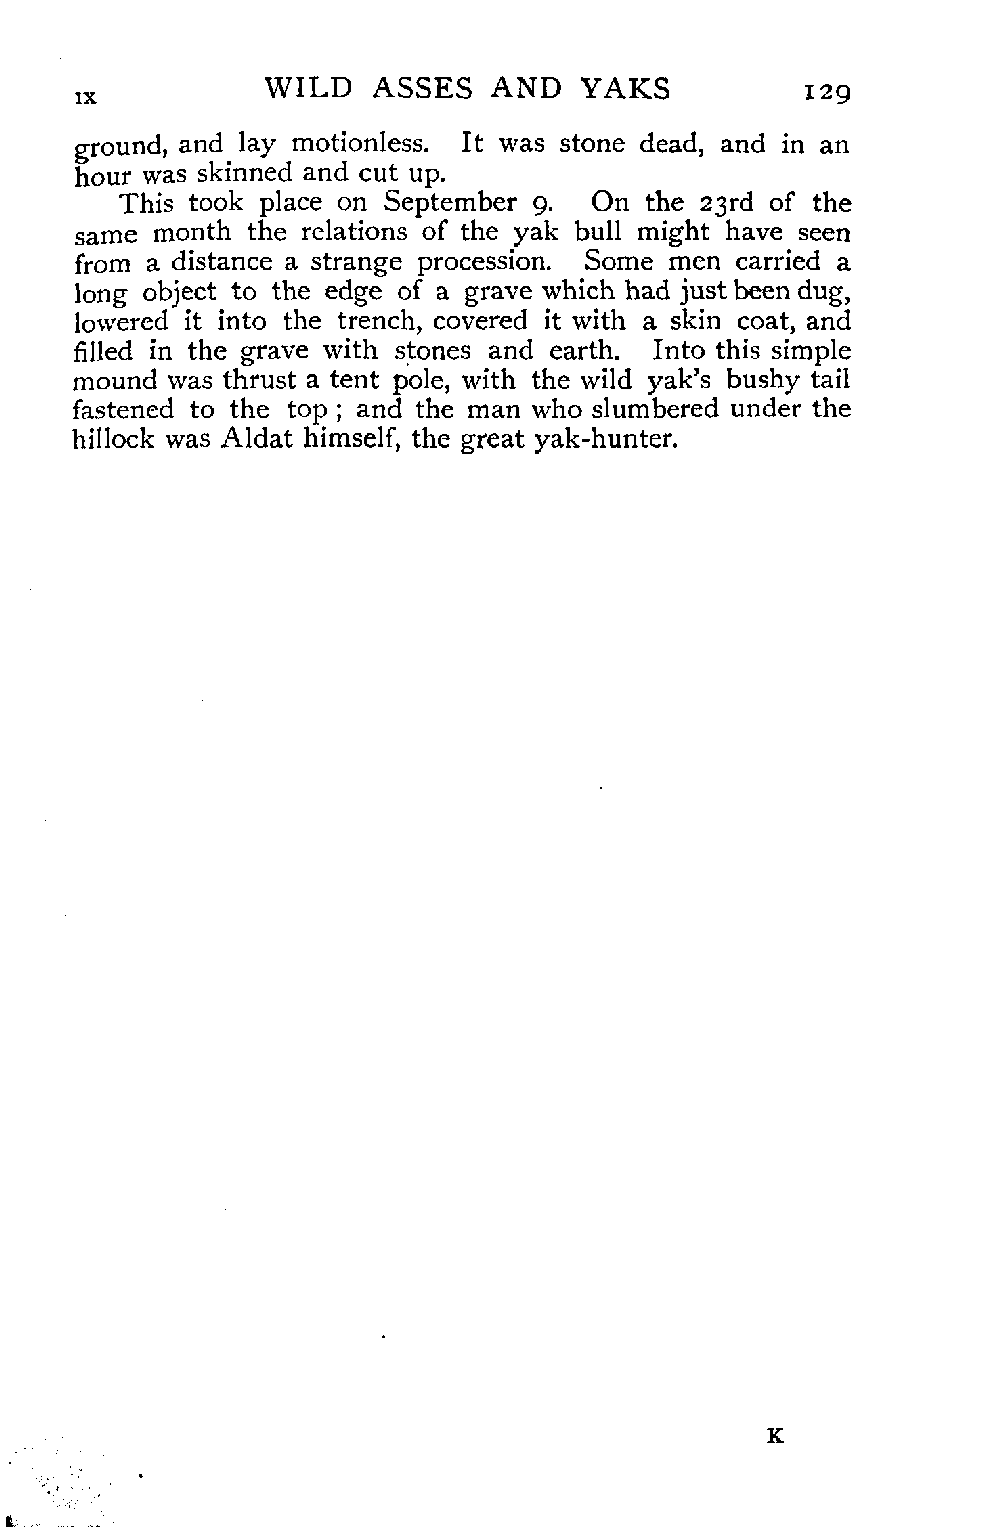 IX WILD ASSES AND YAKS 129
ground, and lay motionless. It was stone dead, and in an
hour was skinned and cut up.
This took place on September 9. On the 23rd of the
same month the relations of the yak bull might have seen
from a distance a strange procession. Some men carried a
long object to the edge of a grave which had just been dug,
lowered it into the trench, covered it with a skin coat, and
filled in the grave with stones and earth. Into this simple
mound was thrust a tent pole, with the wild yak's bushy tail
fastened to the top ; and the man who slumbered under the
hillock was Aldat himself, the great yak-hunter.
K